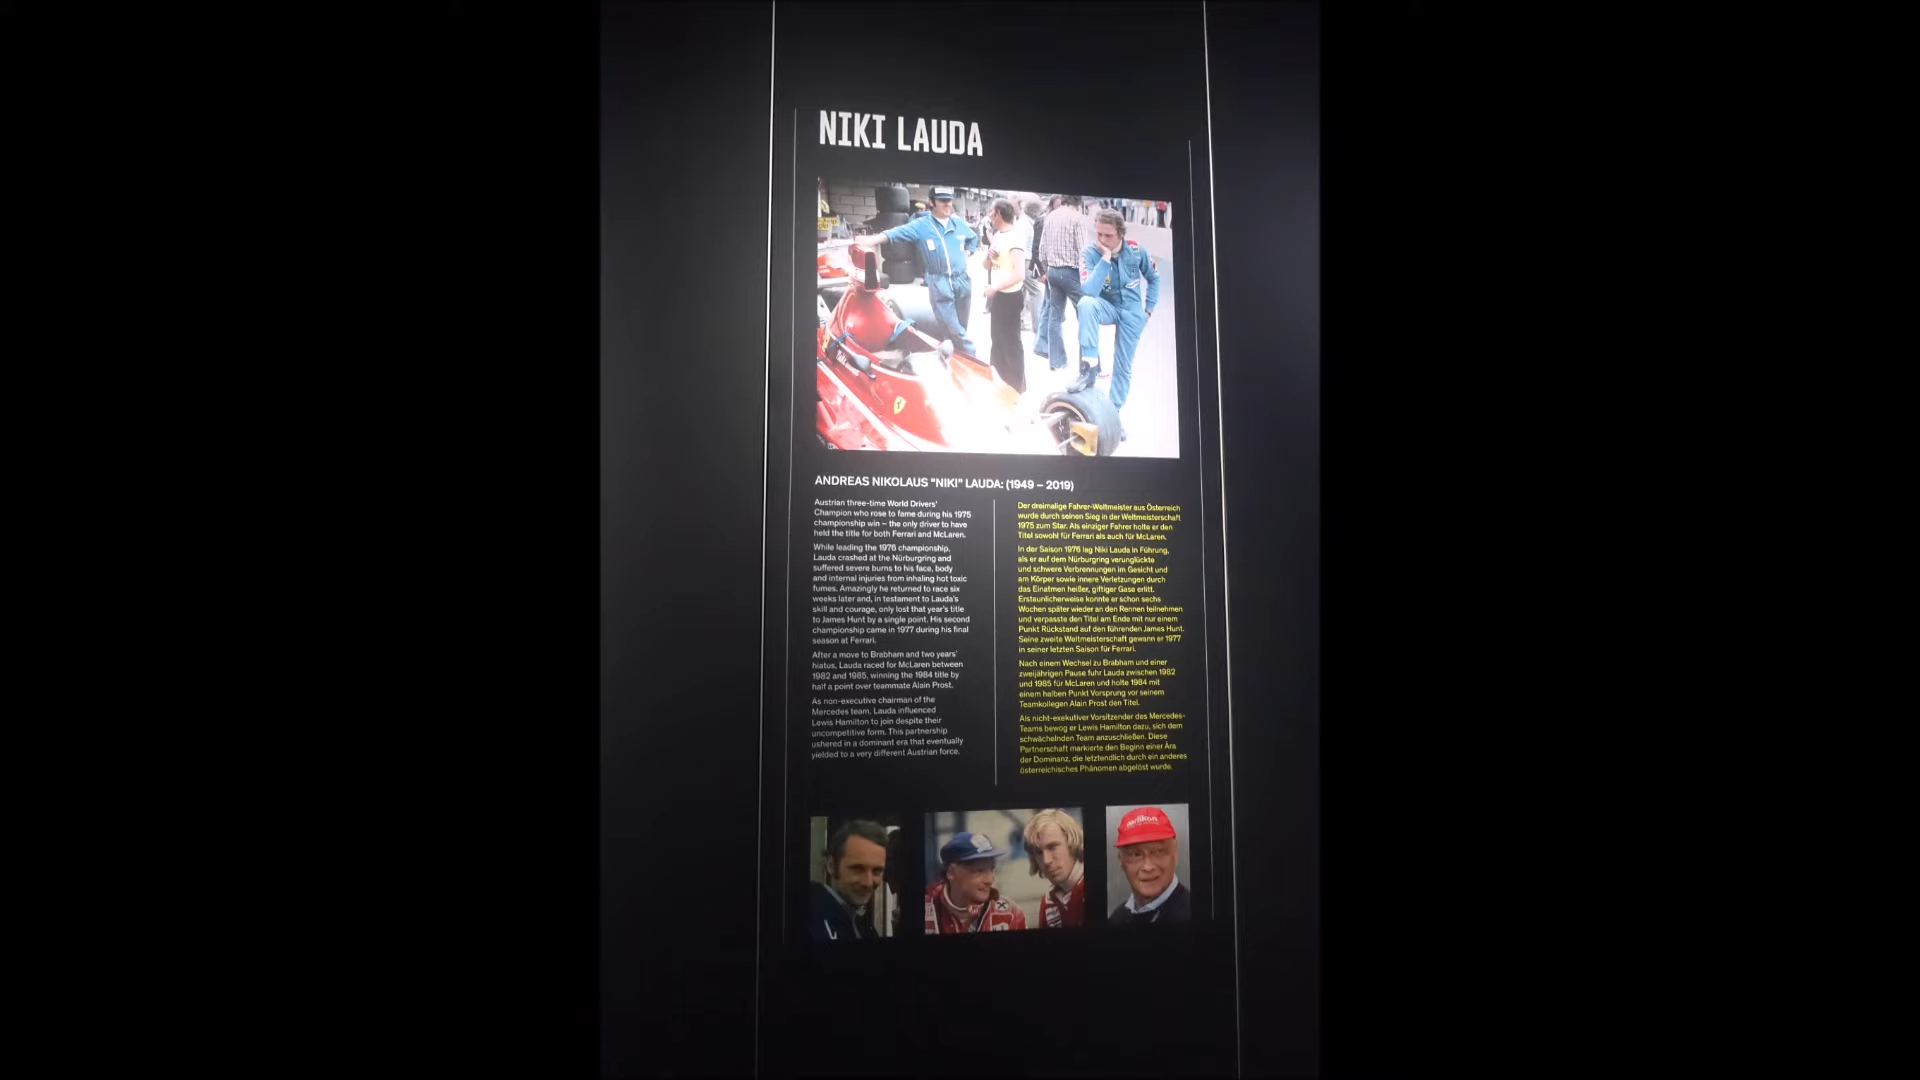 NIKI LAUDA
ANDREAS NIKOLAUS "NIKI" LAUDA: (1949 – 2019)
Austrian three-time World Drivers'
Champion who rose to fame during his 1975
championship win – the only driver to have
held the title for both Ferrari and McLaren.
While leading the 1976 championship,
Lauda crashed at the Nürburgring and
suffered severe burns to his face, body
and internal injuries from inhaling hot toxic
fumes. Amazingly he returned to race six
weeks later and, in testament to Lauda's
skill and courage, only lost that year's title
to James Hunt by a single point. His second
championship came in 1977 during his final
season at Ferrari.
After a move to Brabham and two years'
hiatus, Lauda raced for McLaren between
1982 and 1985, winning the 1984 title by
half a point over teammate Alain Prost.
As non-executive chairman of the
Mercedes team, Lauda influenced
Lewis Hamilton to join despite their
uncompetitive form. This partnership
ushered in a dominant era that eventually
yielded to a very different Austrian force.
Der dreimalige Fahrer-Weltmeister aus Österreich
wurde durch seinen Sieg in der Weltmeisterschaft
1975 zum Star. Als einziger Fahrer holte er den
Titel sowohl für Ferrari als auch für McLaren.
In der Saison 1976 lag Niki Lauda in Führung,
als er auf dem Nürburgring verunglückte
und schwere Verbrennungen im Gesicht und
am Körper sowie innere Verletzungen durch
das Einatmen heißer, giftiger Gase erlitt.
Erstaunlicherweise konnte er schon sechs
Wochen später wieder an den Rennen teilnehmen
und verpasste den Titel am Ende mit nur einem
Punkt Rückstand auf den führenden James Hunt.
Seine zweite Weltmeisterschaft gewann er 1977
in seiner letzten Saison für Ferrari.
Nach einem Wechsel zu Brabham und einer
zweijährigen Pause fuhr Lauda zwischen 1982
und 1985 für McLaren und holte 1984 mit
einem halben Punkt Vorsprung vor seinem
Teamkollegen Alain Prost den Titel.
Als nicht-exekutiver Vorsitzender des Mercedes-
Teams bewog er Lewis Hamilton dazu, sich dem
schwächelnden Team anzuschließen. Diese
Partnerschaft markierte den Beginn einer Ära
der Dominanz, die letztendlich durch ein anderes
österreichisches Phänomen abgelöst wurde.
oerlikon